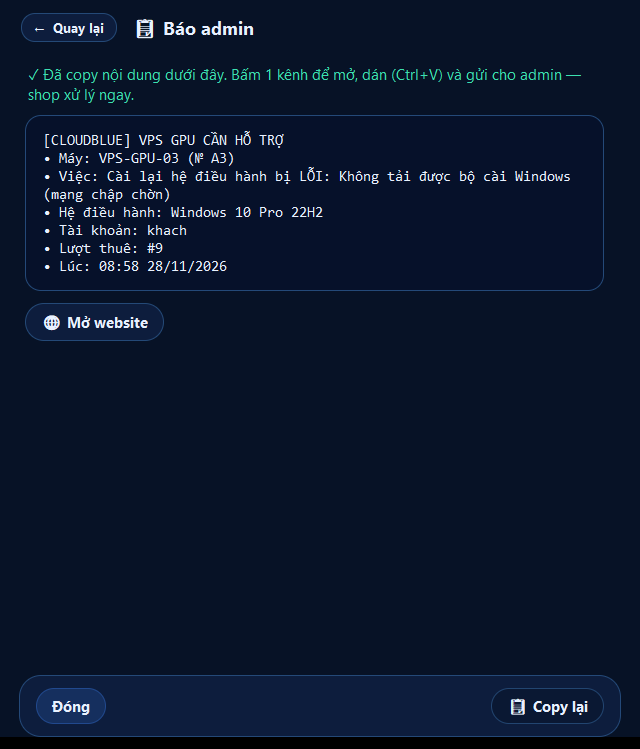 ← Quay lại
📋 Báo admin
✓ Đã copy nội dung dưới đây. Bấm 1 kênh để mở, dán (Ctrl+V) và gửi cho admin —
shop xử lý ngay.
[CLOUDBLUE] VPS GPU CẦN HỖ TRỢ
• Máy: VPS-GPU-03 (№ A3)
• Việc: Cài lại hệ điều hành bị LỖI: Không tải được bộ cài Windows
(mạng chập chờn)
• Hệ điều hành: Windows 10 Pro 22H2
• Tài khoản: khach
• Lượt thuê: #9
• Lúc: 08:58 28/11/2026
🌐 Mở website
Đóng
📋 Copy lại